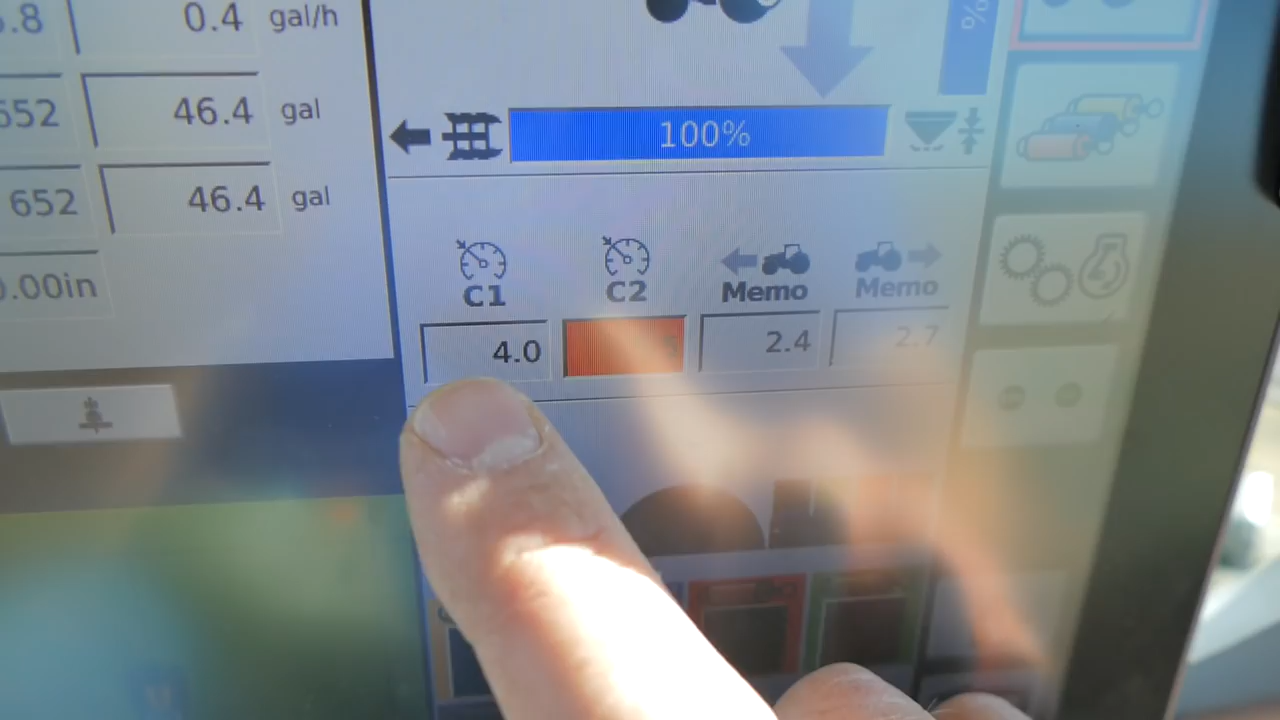 .8 0.4 gal/h
652 46.4 gal
652 46.4 gal
.00in
%
100%
C1 C2 Memo Memo
4.0 2.4 2.7